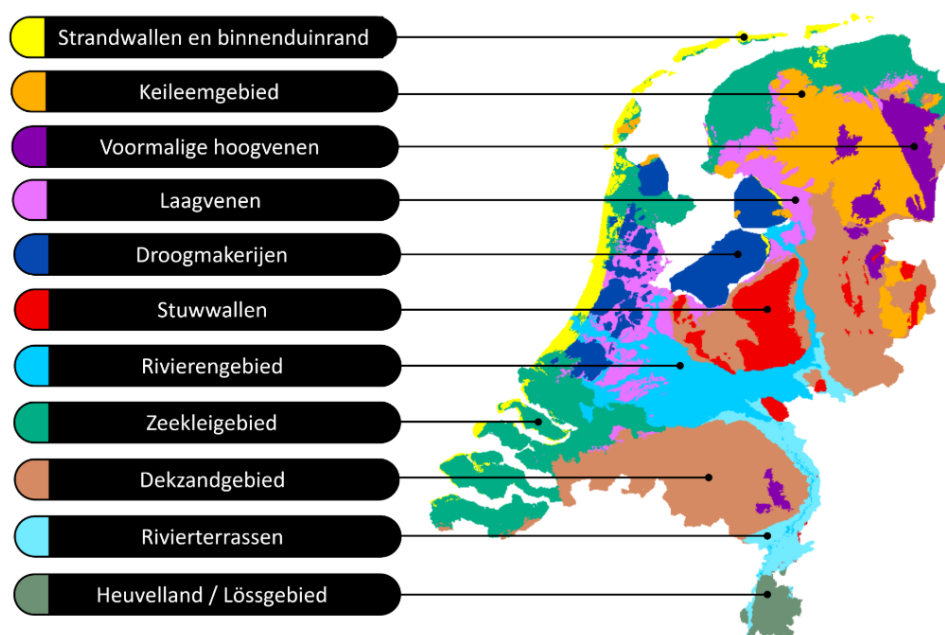 Strandwallen en binnenduinrand
Keileemgebied
Voormalige hoogvenen
Laagvenen
Droogmakerijen
Stuwwallen
Rivierengebied
Zeekleigebied
Dekzandgebied
Rivierterrassen
Heuvelland / Lössgebied